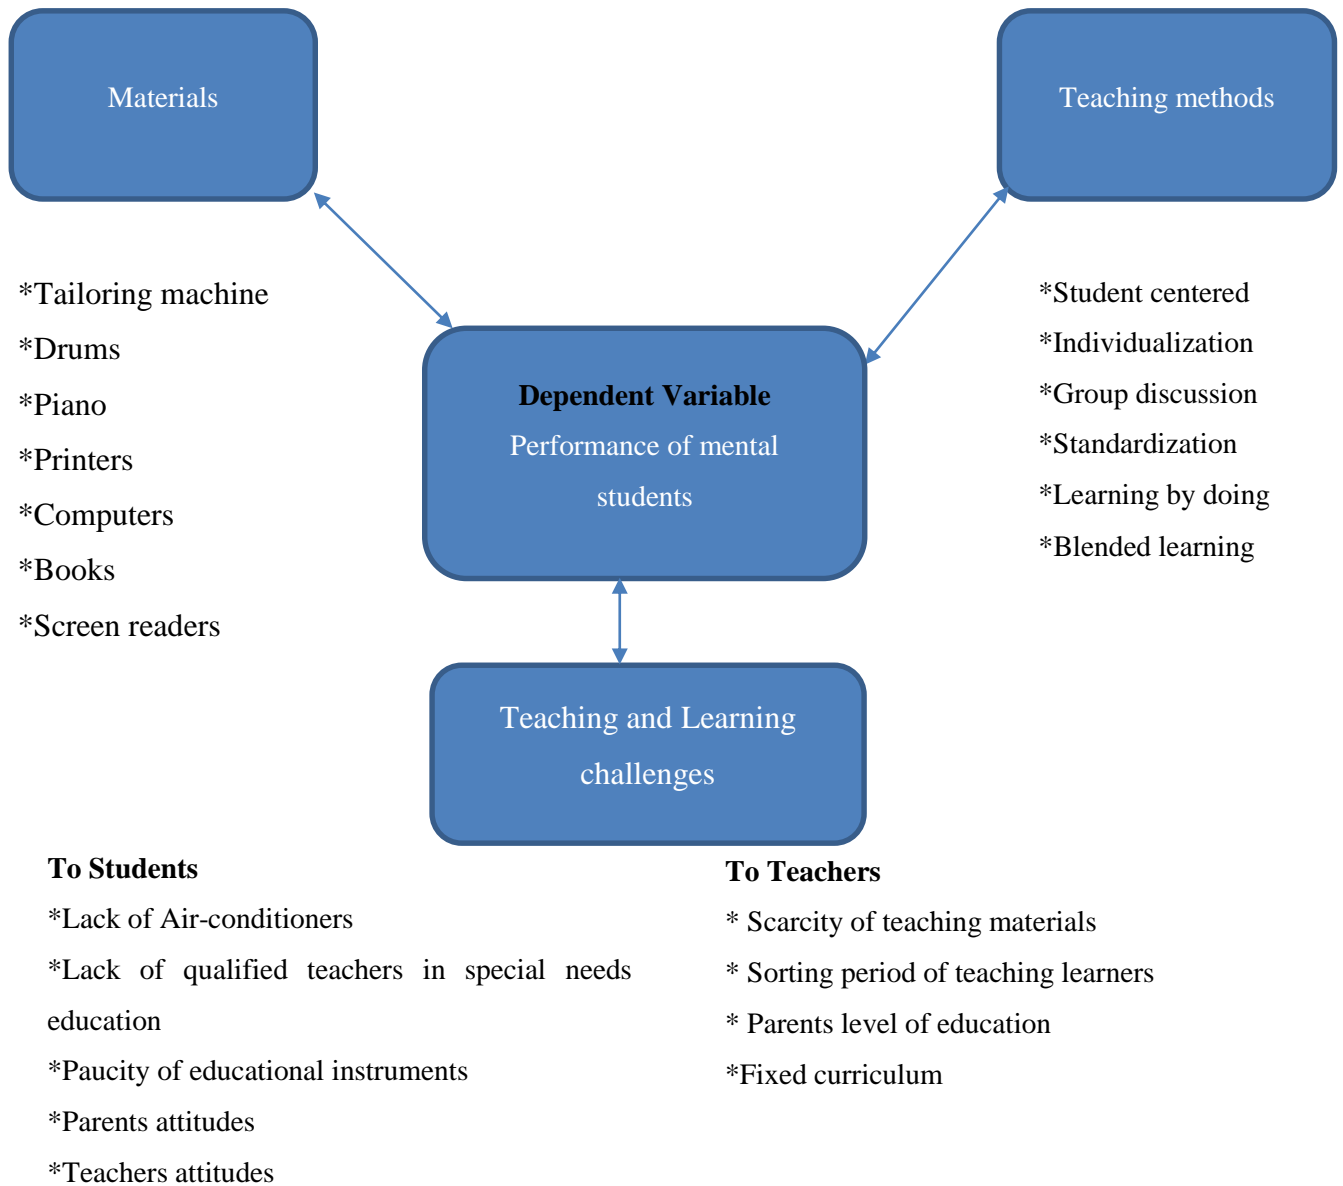 Materials
*Tailoring machine
*Drums
*Piano
*Printers
*Computers
*Books
*Screen readers
Teaching methods
*Student centered
*Individualization
*Group discussion
*Standardization
*Learning by doing
*Blended learning
Dependent Variable
Performance of mental
students
Teaching and Learning
challenges
To Students
*Lack of Air-conditioners
*Lack of qualified teachers in special needs
education
*Paucity of educational instruments
*Parents attitudes
*Teachers attitudes
To Teachers
* Scarcity of teaching materials
* Sorting period of teaching learners
* Parents level of education
*Fixed curriculum